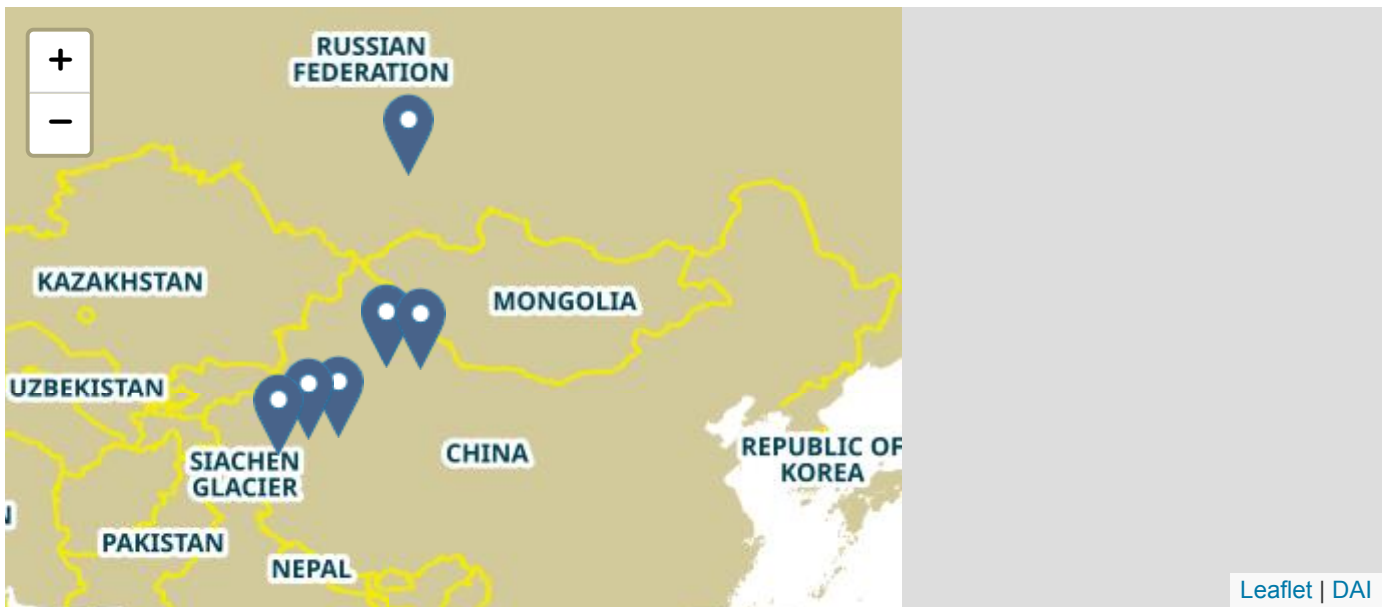 +
−
RUSSIAN
FEDERATION
KAZAKHSTAN
MONGOLIA
UZBEKISTAN
CHINA
REPUBLIC OF
KOREA
SIACHEN
GLACIER
N
PAKISTAN
NEPAL
Leaflet | DAI